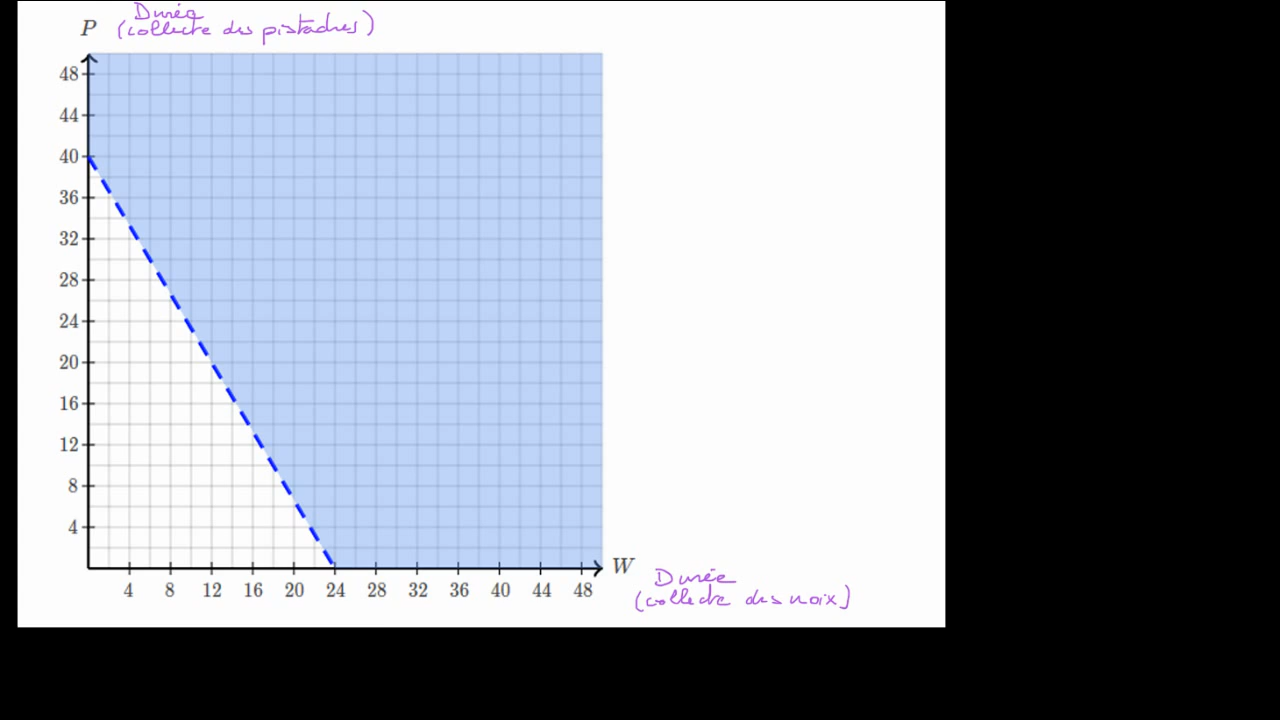 Durée
P (collecte des pistaches)
48
44
40
36
32
28
24
20
16
12
8
4
W
4 8 12 16 20 24 28 32 36 40 44 48
Durée
(collecte des noix)